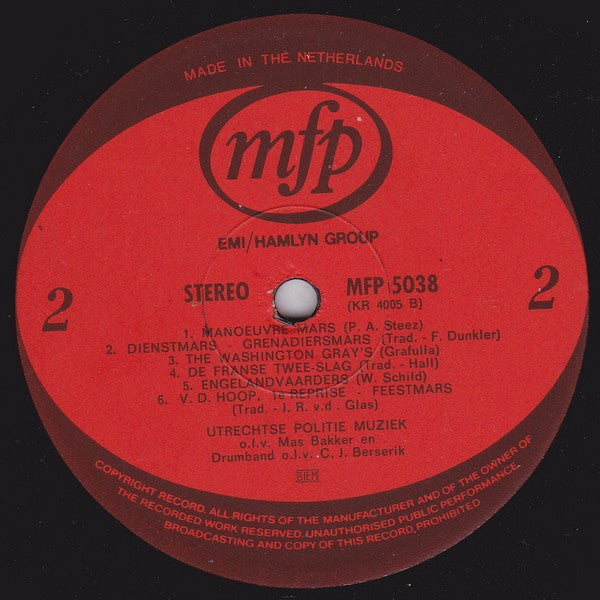 MADE IN THE NETHERLANDS
mfp
EMI/HAMLYN GROUP
STEREO MFP 5038
(KR 4005 B)
2 2
1. MANOEUVRE MARS (P. A. Steez)
2. DIENSTMARS - GRENADIERSMARS (Trad. - F. Dunkler)
3. THE WASHINGTON GRAY'S (Grafulla)
4. DE FRANSE TWEE-SLAG (Trad. - Hall)
5. ENGELANDVAARDERS (W. Schild)
6. V. D. HOOP, 1e REPRISE - FEESTMARS
(Trad. - J. R. v.d. Glas)
UTRECHTSE POLITIE MUZIEK
o.l.v. Mas Bakker en
Drumband o.l.v. C. J. Berserik
BIEM
COPYRIGHT RECORD. ALL RIGHTS OF THE MANUFACTURER AND OF THE OWNER OF
THE RECORDED WORK RESERVED. UNAUTHORISED PUBLIC PERFORMANCE,
BROADCASTING AND COPY OF THIS RECORD PROHIBITED